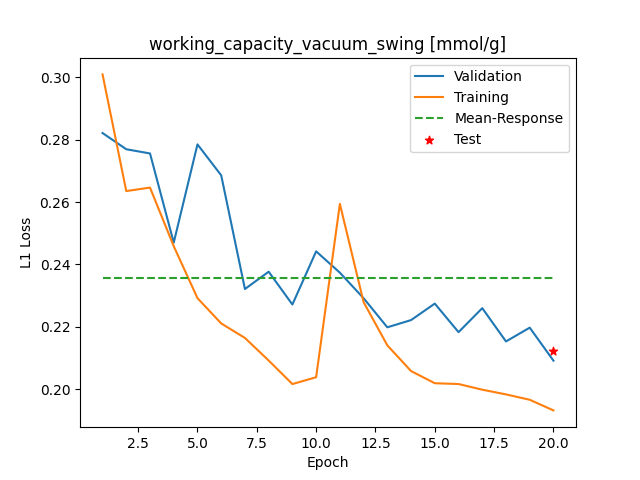 working_capacity_vacuum_swing [mmol/g]
0.30
0.28
0.26
0.24
0.22
0.20
L1 Loss
Validation
Training
Mean-Response
Test
2.5 5.0 7.5 10.0 12.5 15.0 17.5 20.0
Epoch